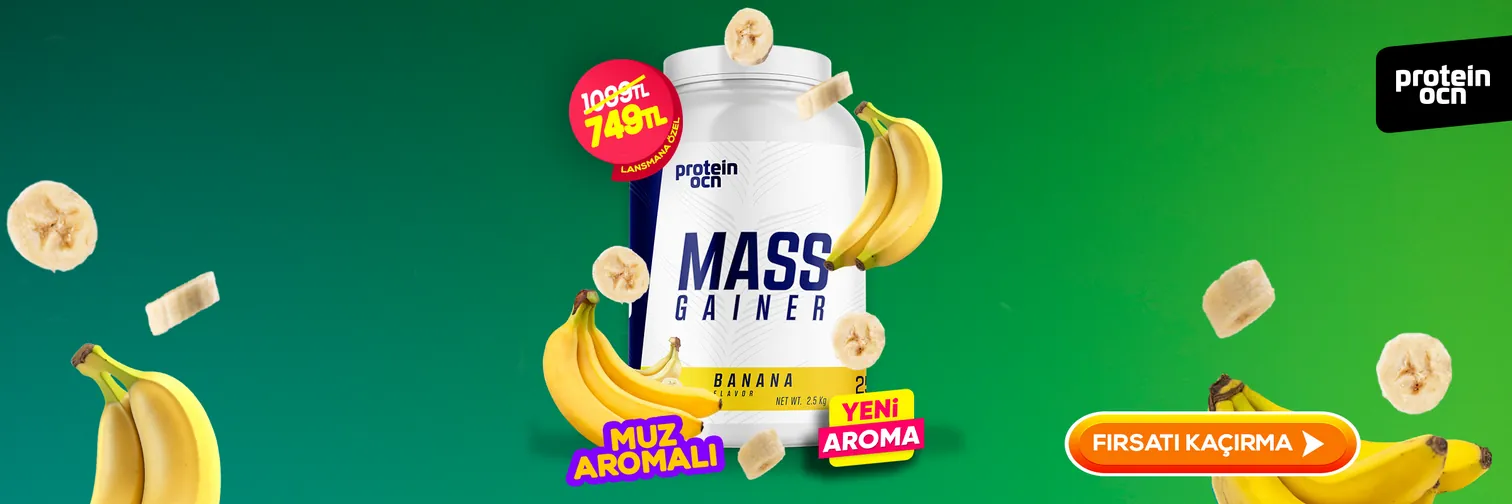 1099TL
749TL
LANSMANA ÖZEL
protein
ocn
MASS
GAINER
BANANA
FLAVOR
NET WT. 2.5 Kg
MUZ
AROMALI
YENİ
AROMA
protein
ocn
FIRSATI KAÇIRMA